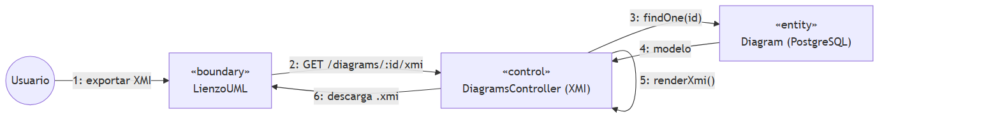 Usuario
1: exportar XMI
«boundary»
LienzoUML
2: GET /diagrams/:id/xmi
6: descarga .xmi
«control»
DiagramsController (XMI)
3: findOne(id)
4: modelo
5: renderXmi()
«entity»
Diagram (PostgreSQL)